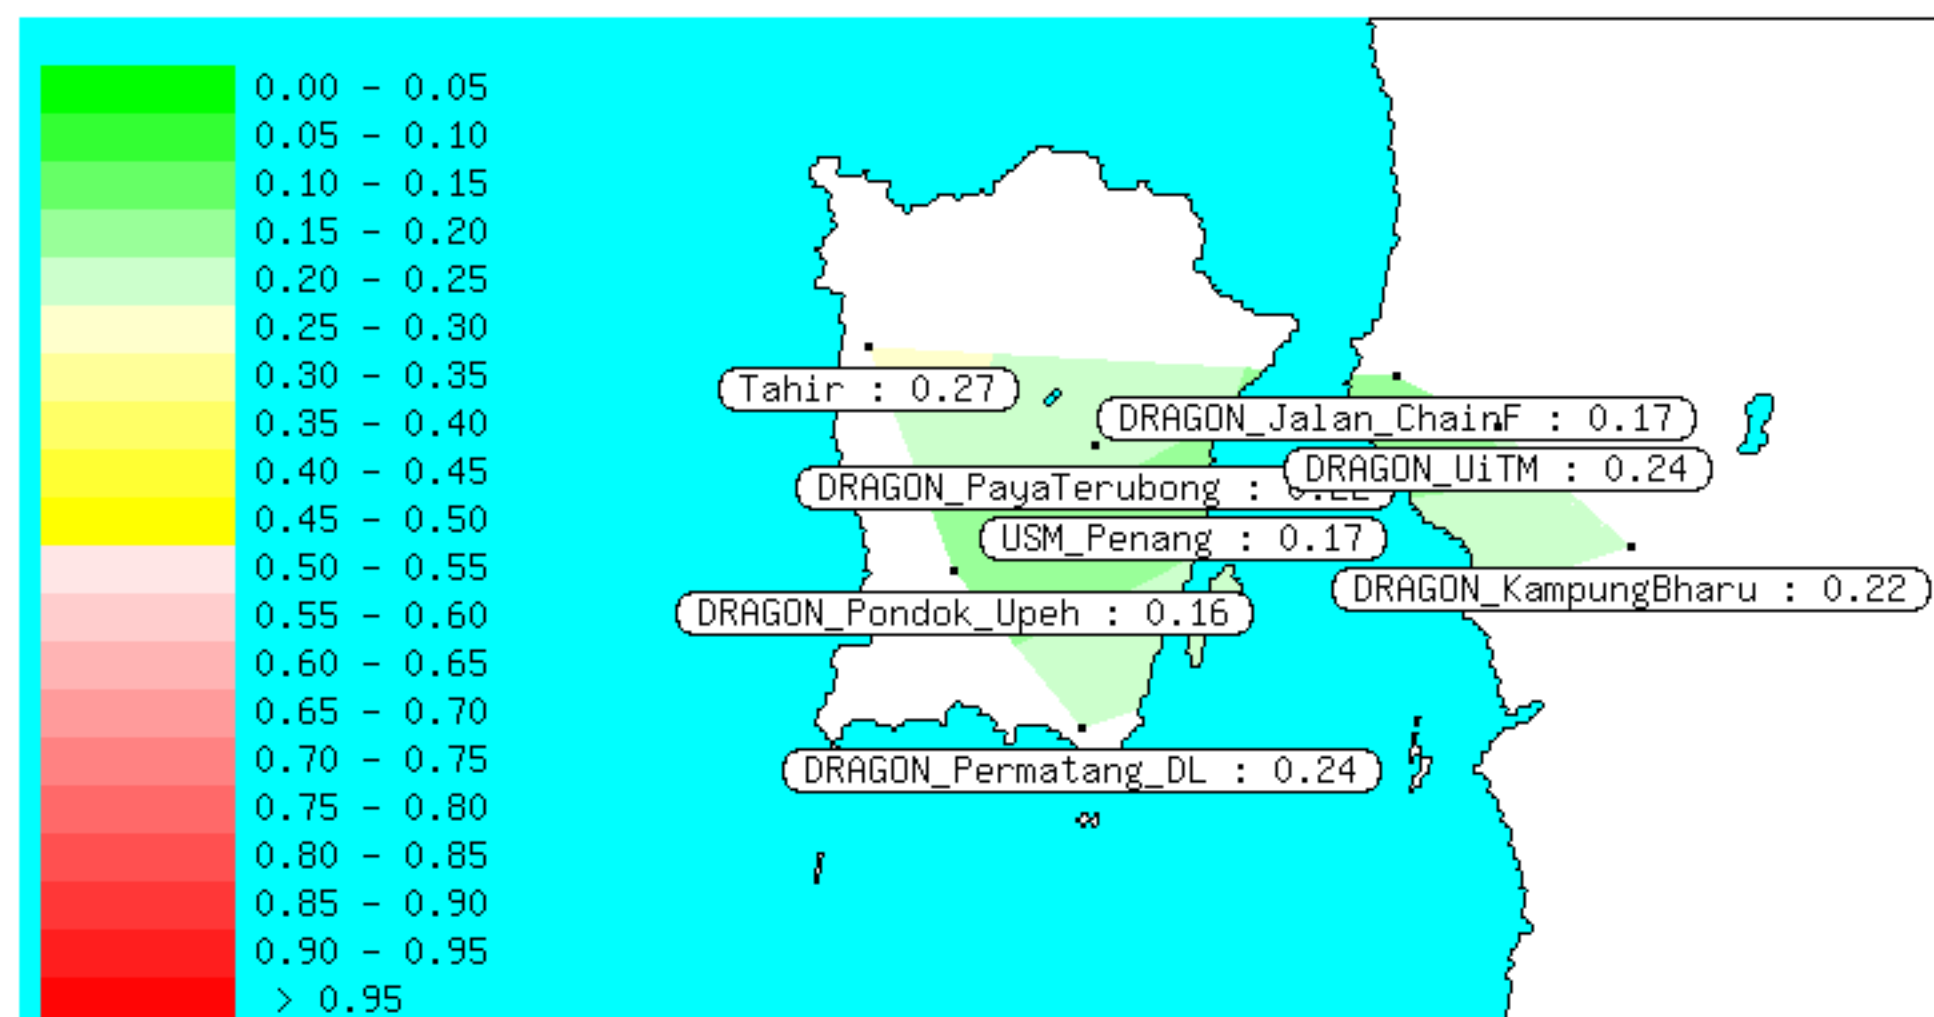 0.00 - 0.05
0.05 - 0.10
0.10 - 0.15
0.15 - 0.20
0.20 - 0.25
0.25 - 0.30
0.30 - 0.35
0.35 - 0.40
0.40 - 0.45
0.45 - 0.50
0.50 - 0.55
0.55 - 0.60
0.60 - 0.65
0.65 - 0.70
0.70 - 0.75
0.75 - 0.80
0.80 - 0.85
0.85 - 0.90
0.90 - 0.95
> 0.95
Tahir : 0.27
DRAGON_Jalan_ChainF : 0.17
DRAGON_UiTM : 0.24
DRAGON_PayaTerubong :
USM_Penang : 0.17
DRAGON_KampungBharu : 0.22
DRAGON_Pondok_Upeh : 0.16
DRAGON_Permatang_DL : 0.24